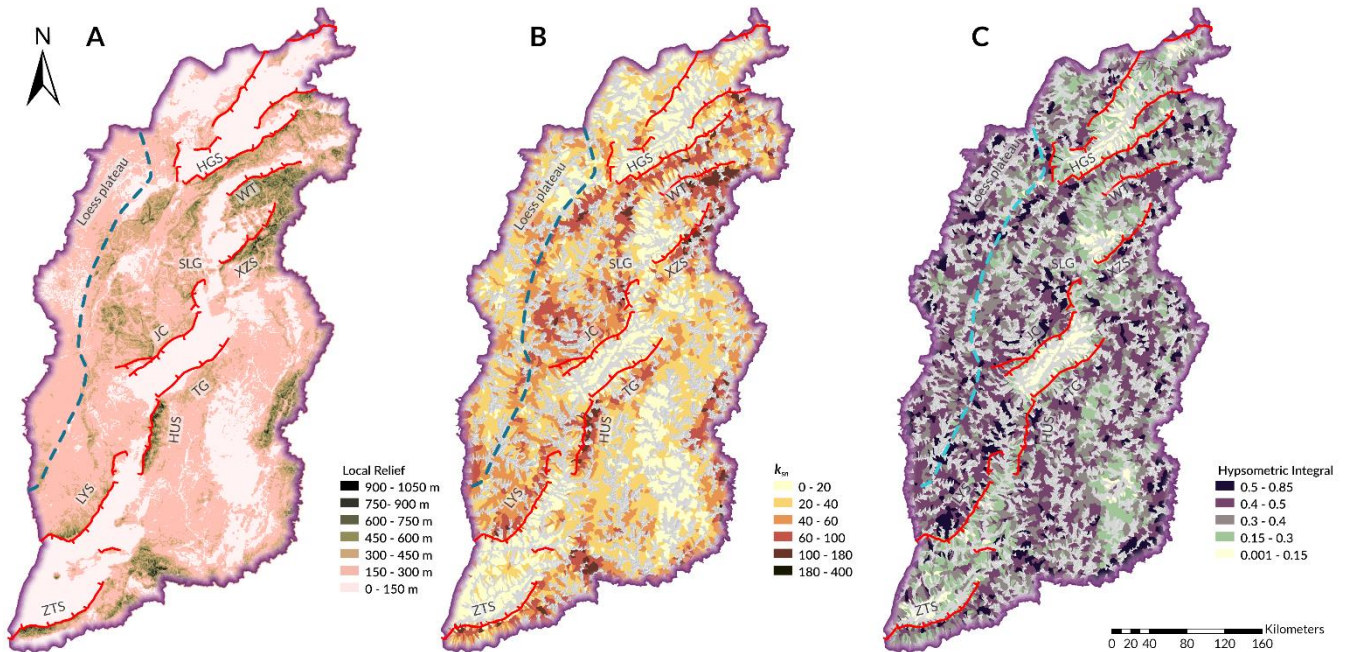 N
A
B
C
Loess plateau
HGS
WT
SLG
XZS
JC
TG
HUS
LYS
ZTS
Local Relief
900 - 1050 m
750- 900 m
600 - 750 m
450 - 600 m
300 - 450 m
150 - 300 m
0 - 150 m
Loess plateau
HGS
WT
SLG
XZS
JC
TG
HUS
LYS
ZTS
ksn
0 - 20
20 - 40
40 - 60
60 - 100
100 - 180
180 - 400
Loess plateau
HGS
WT
SLG
XZS
JC
TG
HUS
LYS
ZTS
Hypsometric Integral
0.5 - 0.85
0.4 - 0.5
0.3 - 0.4
0.15 - 0.3
0.001 - 0.15
Kilometers
0 20 40 80 120 160